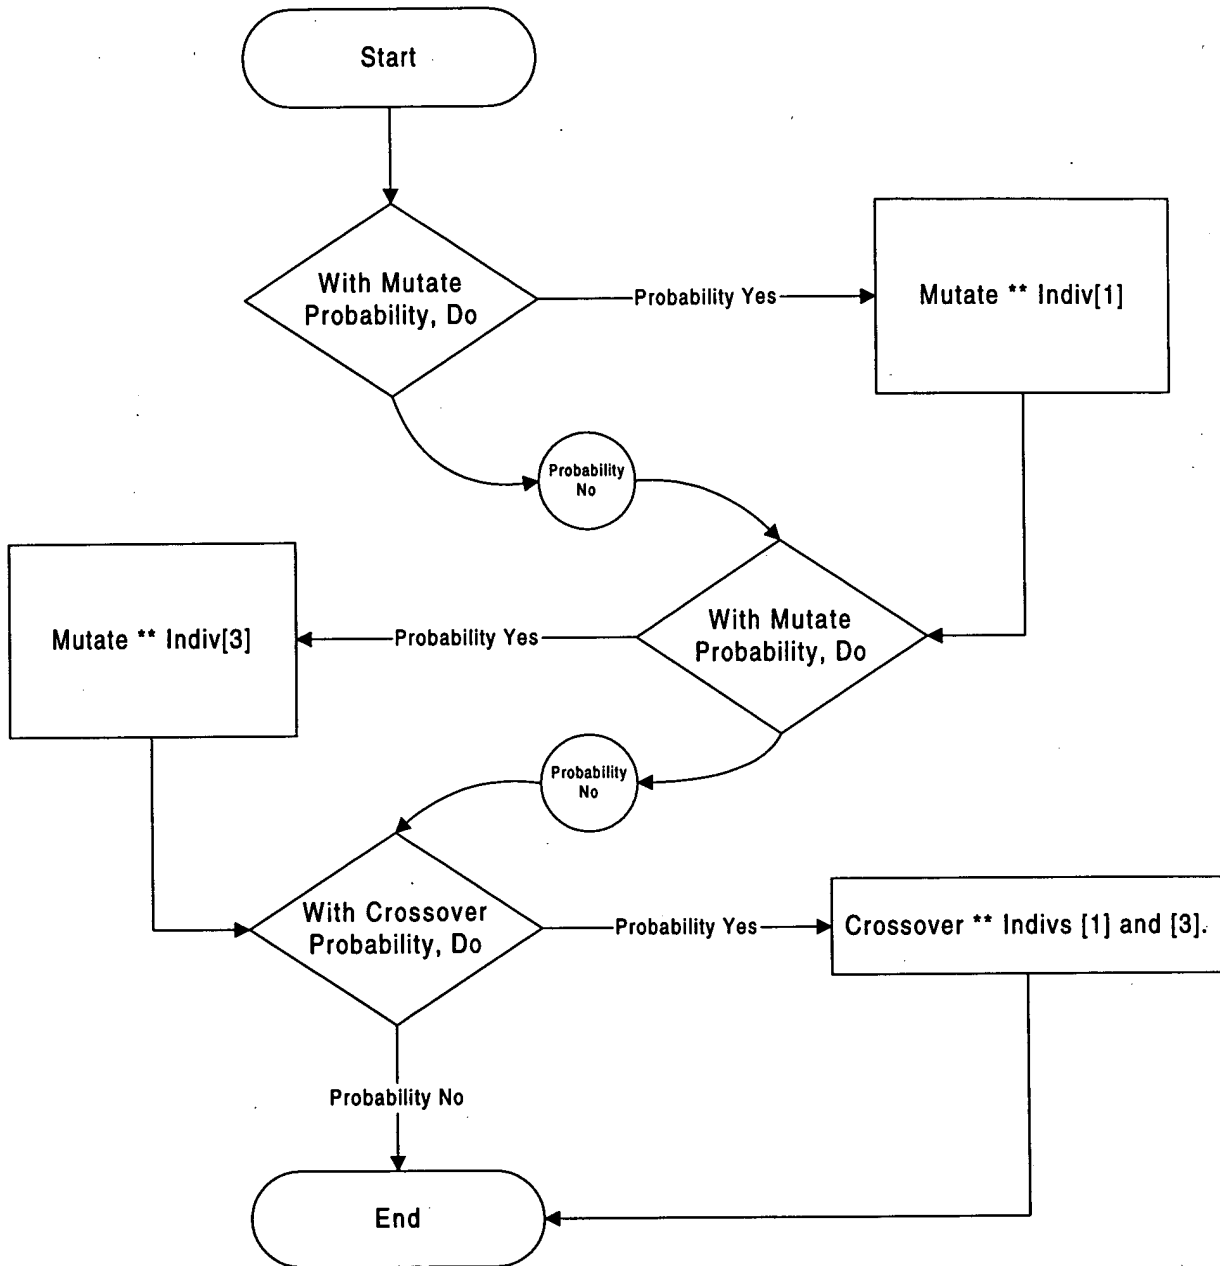 Start
With Mutate
Probability, Do
Probability Yes
Mutate ** Indiv[1]
Probability
No
With Mutate
Probability, Do
Probability Yes
Mutate ** Indiv[3]
Probability
No
With Crossover
Probability, Do
Probability Yes
Crossover ** Indivs [1] and [3].
Probability No
End